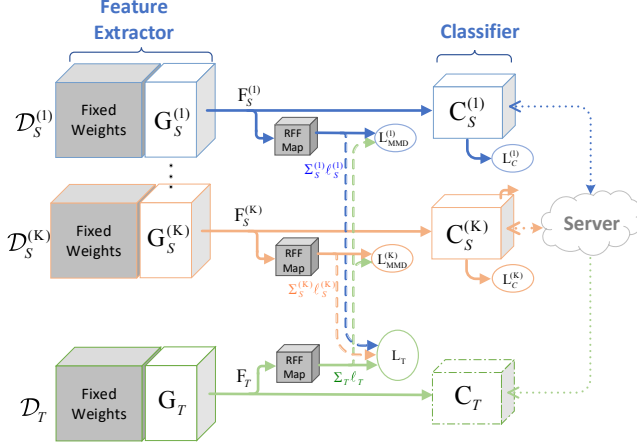 Feature
Extractor
Classifier
𝒟_S^(1)
Fixed
Weights
G_S^(1)
F_S^(1)
RFF
Map
L_MMD^(1)
C_S^(1)
L_C^(1)
Σ_S^(1) ℓ_S^(1)
𝒟_S^(K)
Fixed
Weights
G_S^(K)
F_S^(K)
RFF
Map
L_MMD^(K)
C_S^(K)
L_C^(K)
Server
Σ_S^(K) ℓ_S^(K)
L_T
𝒟_T
Fixed
Weights
G_T
F_T
RFF
Map
Σ_T ℓ_T
C_T